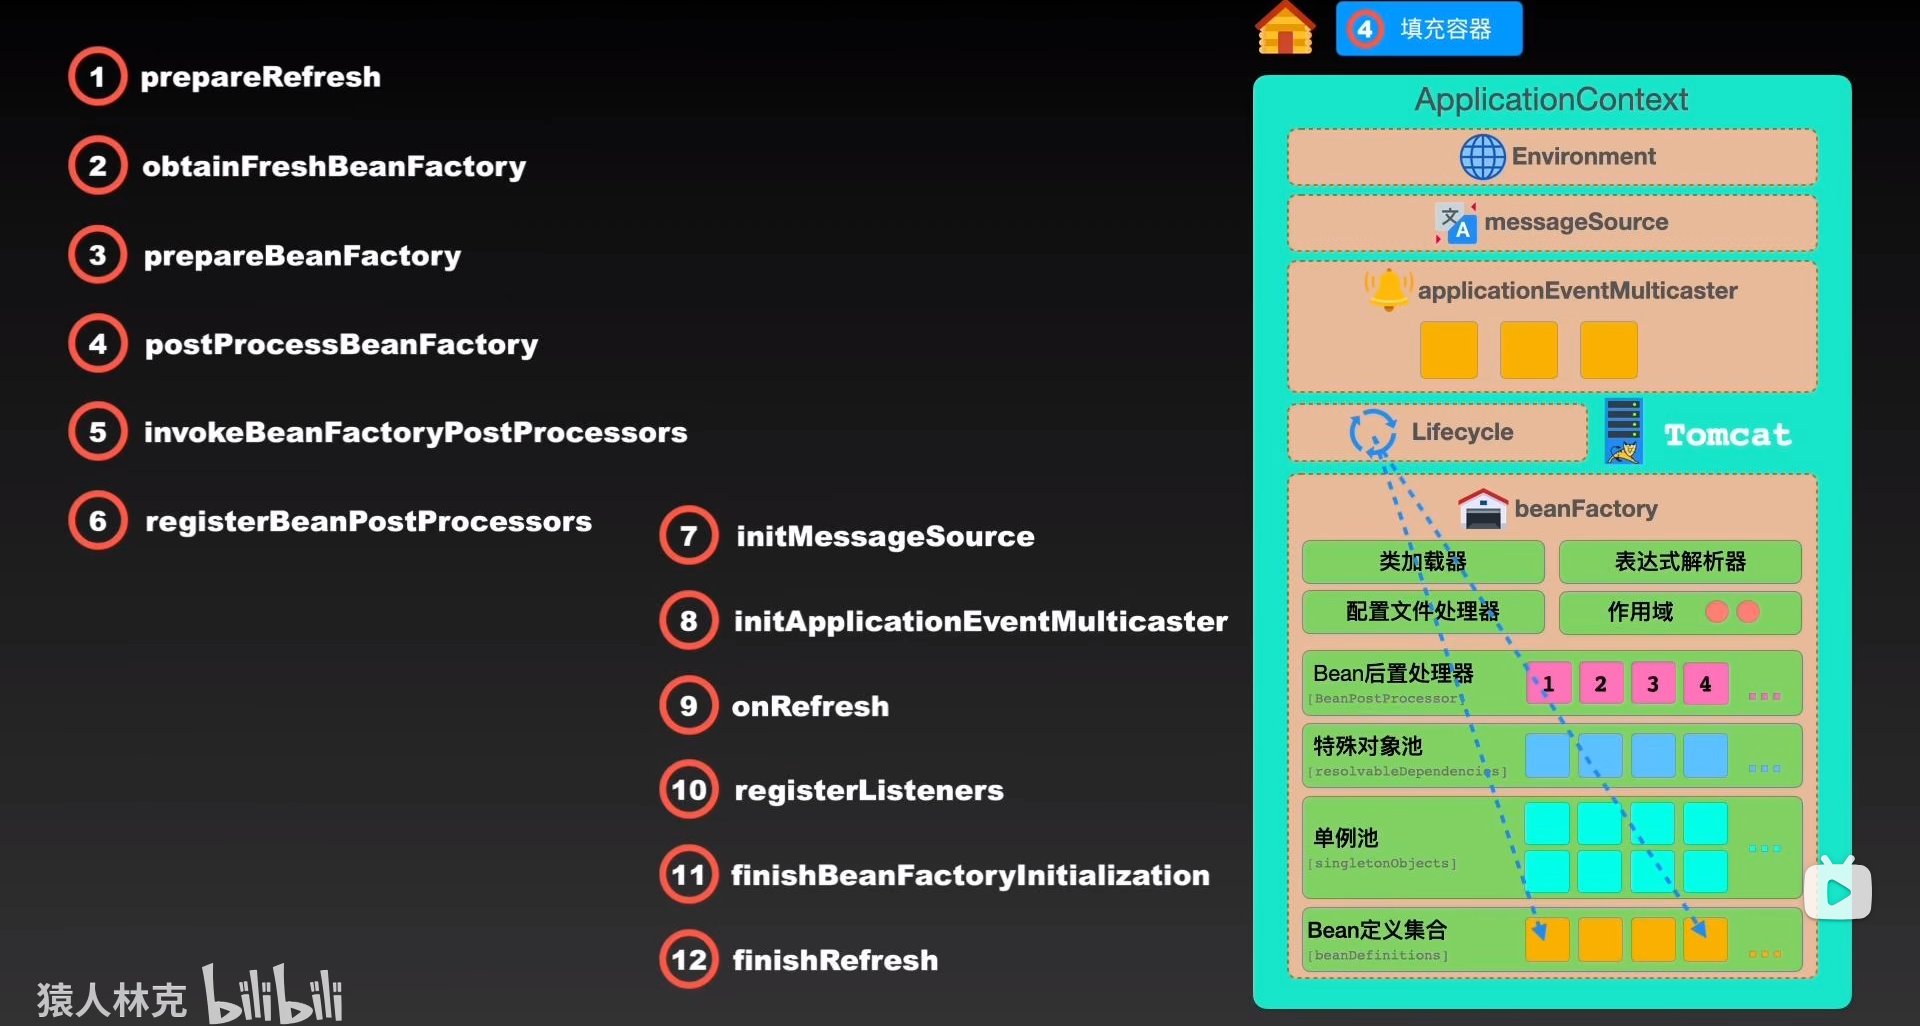 1 prepareRefresh
2 obtainFreshBeanFactory
3 prepareBeanFactory
4 postProcessBeanFactory
5 invokeBeanFactoryPostProcessors
6 registerBeanPostProcessors
7 initMessageSource
8 initApplicationEventMulticaster
9 onRefresh
10 registerListeners
11 finishBeanFactoryInitialization
12 finishRefresh
4 填充容器
ApplicationContext
Environment
文 A messageSource
applicationEventMulticaster
Lifecycle
Tomcat
beanFactory
类加载器
表达式解析器
配置文件处理器
作用域
Bean后置处理器
[BeanPostProcessor]
1 2 3 4
特殊对象池
[resolvableDependencies]
单例池
[singletonObjects]
Bean定义集合
[beanDefinitions]
猿人林克 bilibili